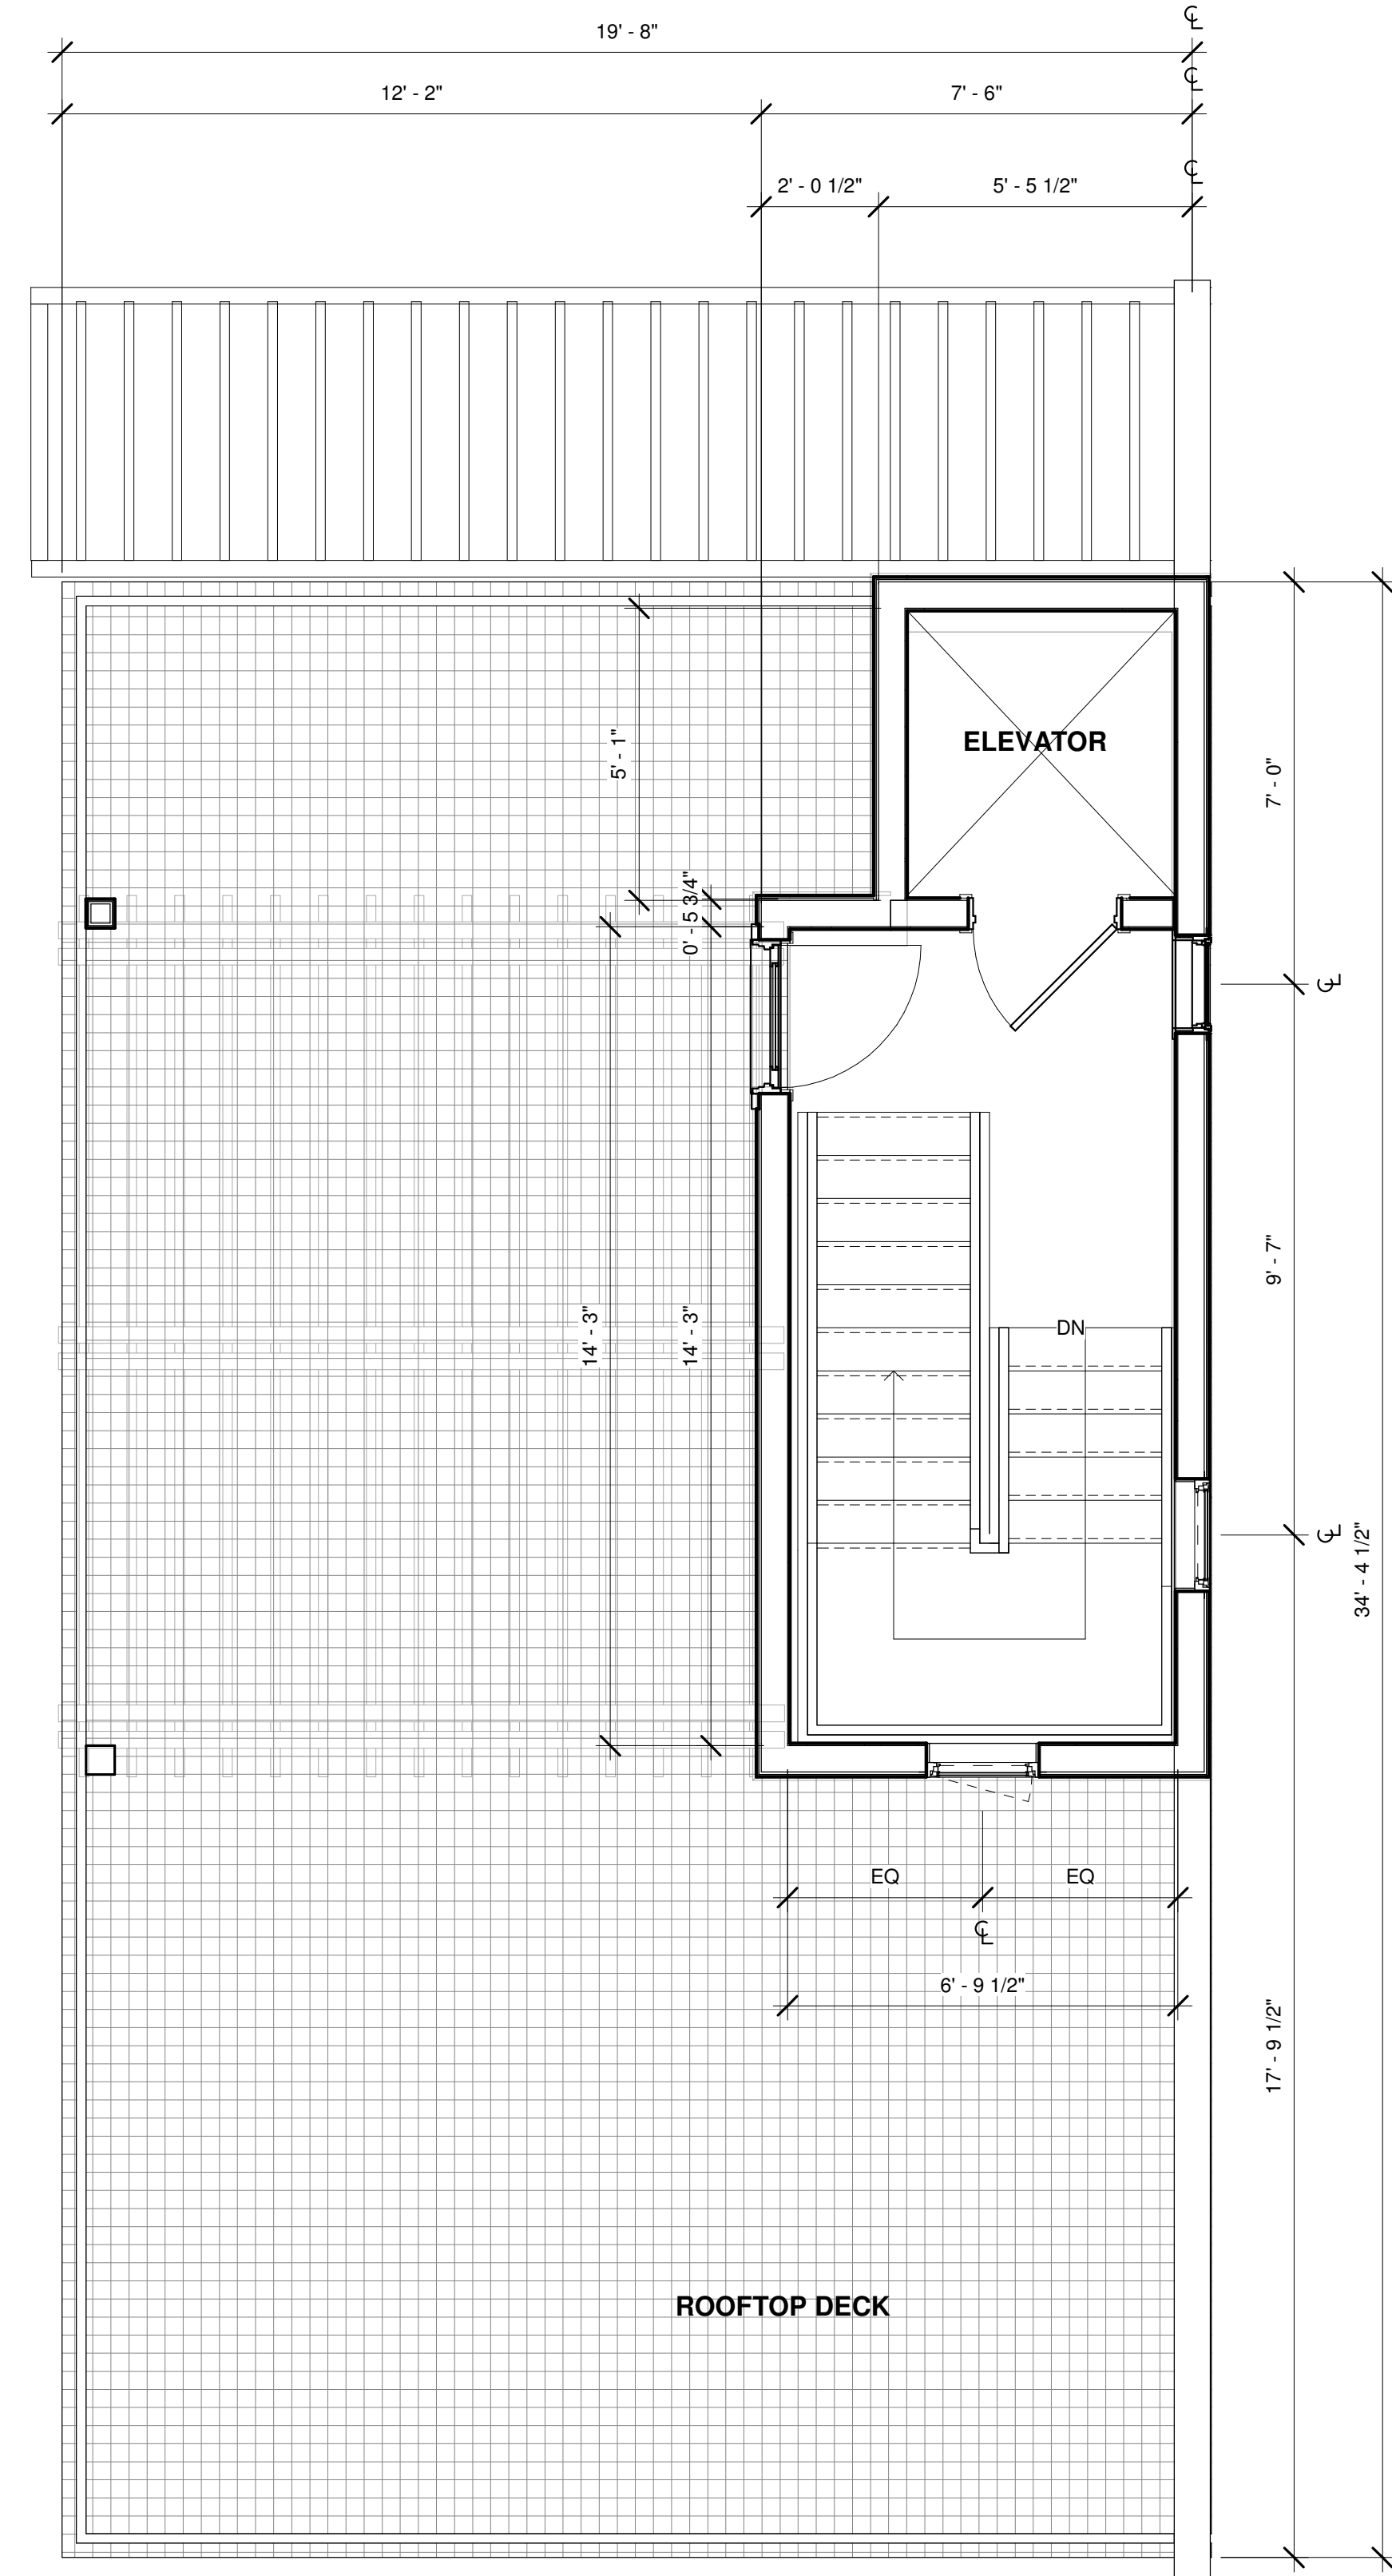 ℄
19' - 8"
℄
12' - 2"
7' - 6"
℄
2' - 0 1/2"
5' - 5 1/2"
ELEVATOR
5' - 1"
7' - 0"
0' - 5 3/4"
℄
9' - 7"
14' - 3"
14' - 3"
DN
℄
34' - 4 1/2"
EQ
EQ
℄
6' - 9 1/2"
17' - 9 1/2"
ROOFTOP DECK